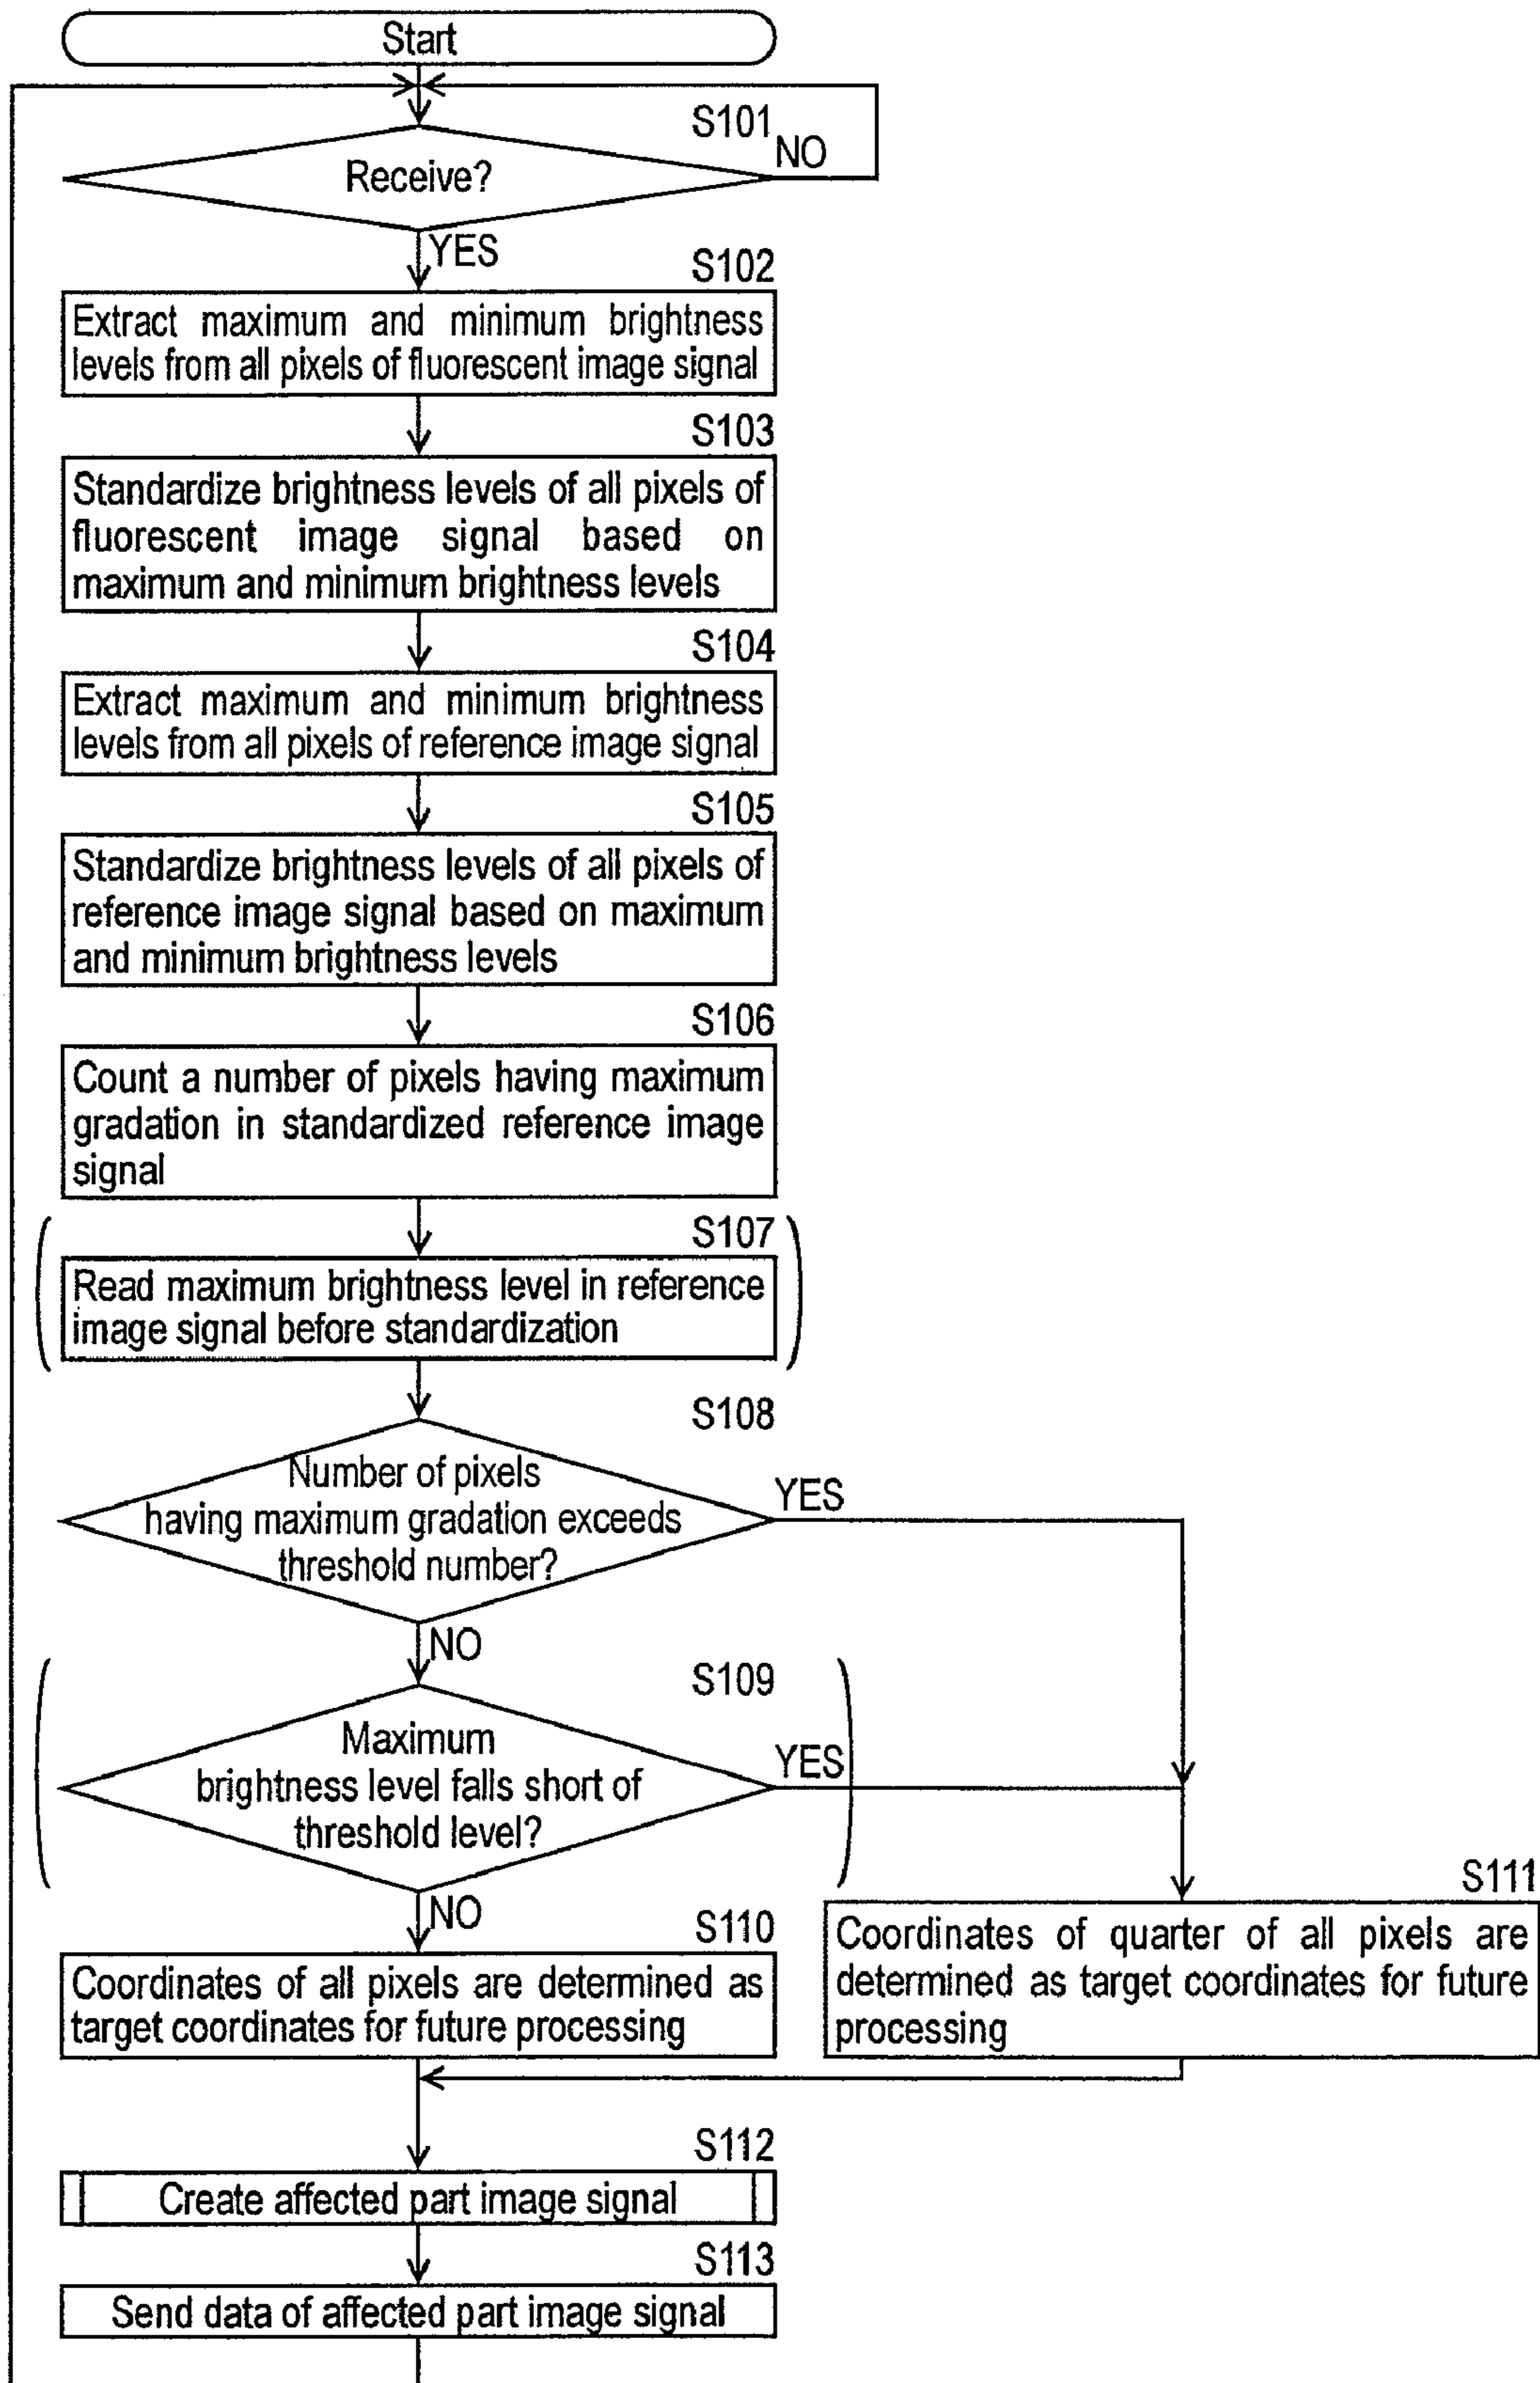 Start
S101
Receive?
NO
YES
S102
Extract maximum and minimum brightness
levels from all pixels of fluorescent image signal
S103
Standardize brightness levels of all pixels of
fluorescent image signal based on
maximum and minimum brightness levels
S104
Extract maximum and minimum brightness
levels from all pixels of reference image signal
S105
Standardize brightness levels of all pixels of
reference image signal based on maximum
and minimum brightness levels
S106
Count a number of pixels having maximum
gradation in standardized reference image
signal
S107
Read maximum brightness level in reference
image signal before standardization
S108
Number of pixels
having maximum gradation exceeds
threshold number?
YES
NO
S109
Maximum
brightness level falls short of
threshold level?
YES
NO
S110
Coordinates of all pixels are determined as
target coordinates for future processing
S111
Coordinates of quarter of all pixels are
determined as target coordinates for future
processing
S112
Create affected part image signal
S113
Send data of affected part image signal